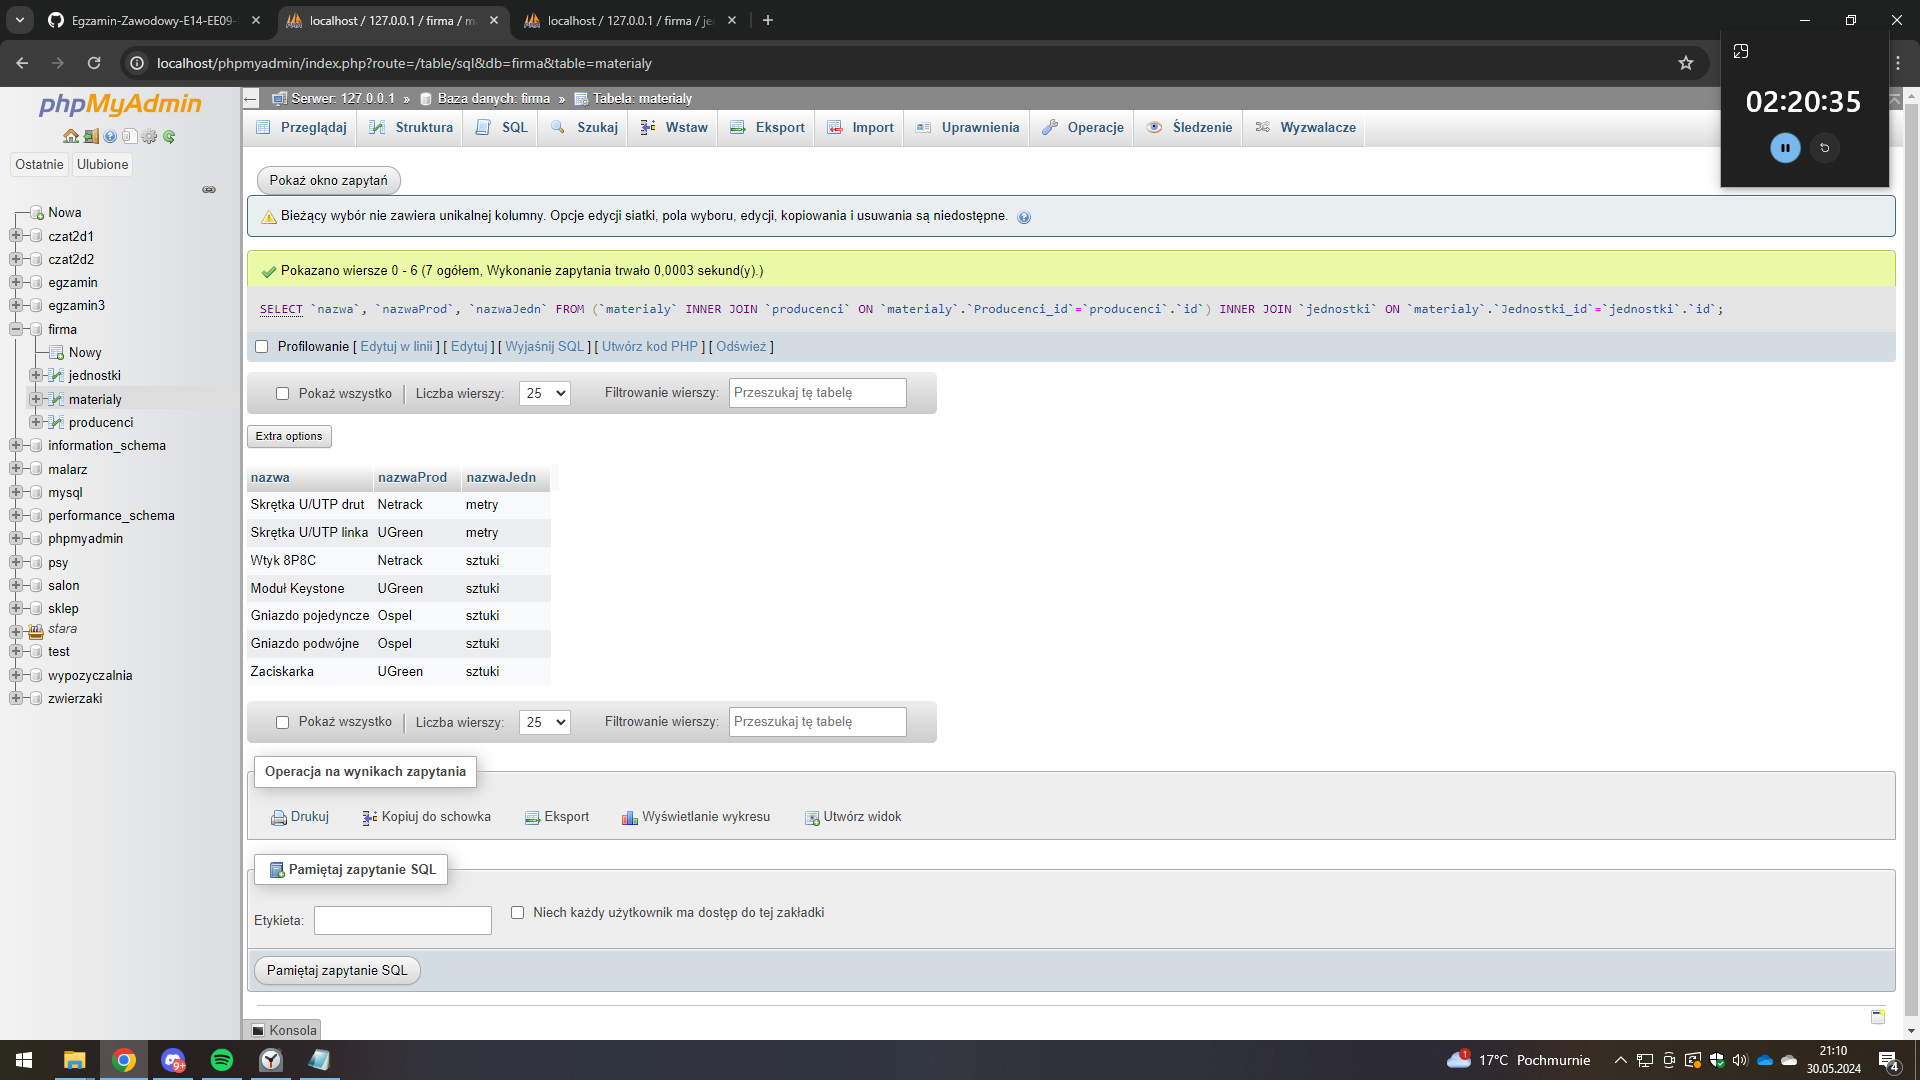 Egzamin-Zawodowy-E14-EE09-
localhost / 127.0.0.1 / firma / m
localhost / 127.0.0.1 / firma / je
localhost/phpmyadmin/index.php?route=/table/sql&db=firma&table=materialy
02:20:35
phpMyAdmin
Ostatnie
Ulubione
Nowa
czat2d1
czat2d2
egzamin
egzamin3
firma
Nowy
jednostki
materialy
producenci
information_schema
malarz
mysql
performance_schema
phpmyadmin
psy
salon
sklep
stara
test
wypozyczalnia
zwierzaki
Serwer: 127.0.0.1 » Baza danych: firma » Tabela: materialy
Przeglądaj Struktura SQL Szukaj Wstaw Eksport Import Uprawnienia Operacje Śledzenie Wyzwalacze
Pokaż okno zapytań
Bieżący wybór nie zawiera unikalnej kolumny. Opcje edycji siatki, pola wyboru, edycji, kopiowania i usuwania są niedostępne.
Pokazano wiersze 0 - 6 (7 ogółem, Wykonanie zapytania trwało 0,0003 sekund(y).)
SELECT `nazwa`, `nazwaProd`, `nazwaJedn` FROM (`materialy` INNER JOIN `producenci` ON `materialy`.`Producenci_id`=`producenci`.`id`) INNER JOIN `jednostki` ON `materialy`.`Jednostki_id`=`jednostki`.`id`;
Profilowanie [ Edytuj w linii ] [ Edytuj ] [ Wyjaśnij SQL ] [ Utwórz kod PHP ] [ Odśwież ]
Pokaż wszystko Liczba wierszy: 25 Filtrowanie wierszy: Przeszukaj tę tabelę
Extra options
nazwa nazwaProd nazwaJedn
Skrętka U/UTP drut Netrack metry
Skrętka U/UTP linka UGreen metry
Wtyk 8P8C Netrack sztuki
Moduł Keystone UGreen sztuki
Gniazdo pojedyncze Ospel sztuki
Gniazdo podwójne Ospel sztuki
Zaciskarka UGreen sztuki
Pokaż wszystko Liczba wierszy: 25 Filtrowanie wierszy: Przeszukaj tę tabelę
Operacja na wynikach zapytania
Drukuj Kopiuj do schowka Eksport Wyświetlanie wykresu Utwórz widok
Pamiętaj zapytanie SQL
Etykieta: Niech każdy użytkownik ma dostęp do tej zakładki
Pamiętaj zapytanie SQL
Konsola
9+
1
17°C Pochmurnie
21:10
30.05.2024
4